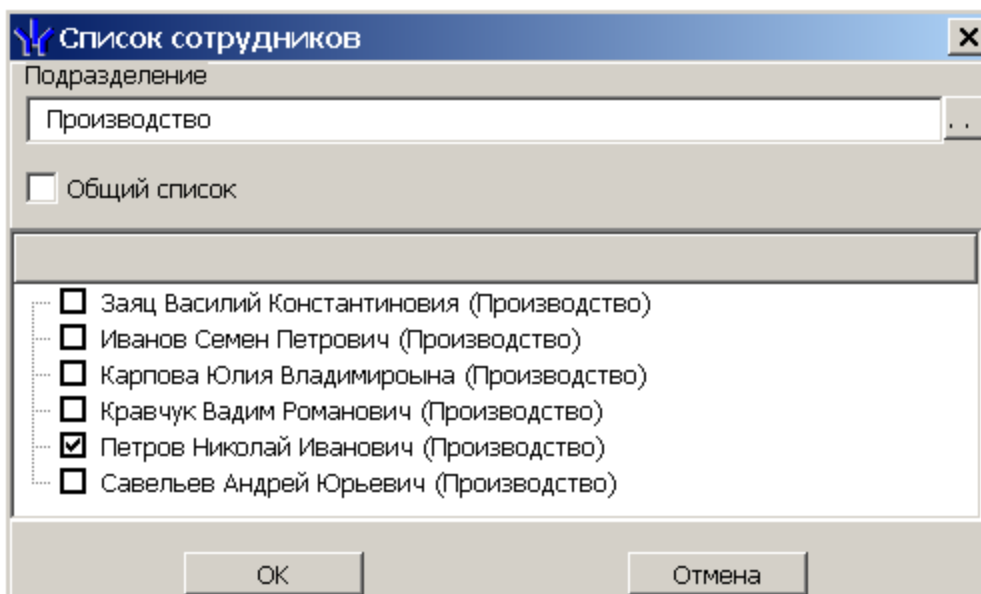 Список сотрудников
Подразделение
Производство
..
Общий список
Заяц Василий Константиновия (Производство)
Иванов Семен Петрович (Производство)
Карпова Юлия Владимироына (Производство)
Кравчук Вадим Романович (Производство)
Петров Николай Иванович (Производство)
Савельев Андрей Юрьевич (Производство)
OK Отмена